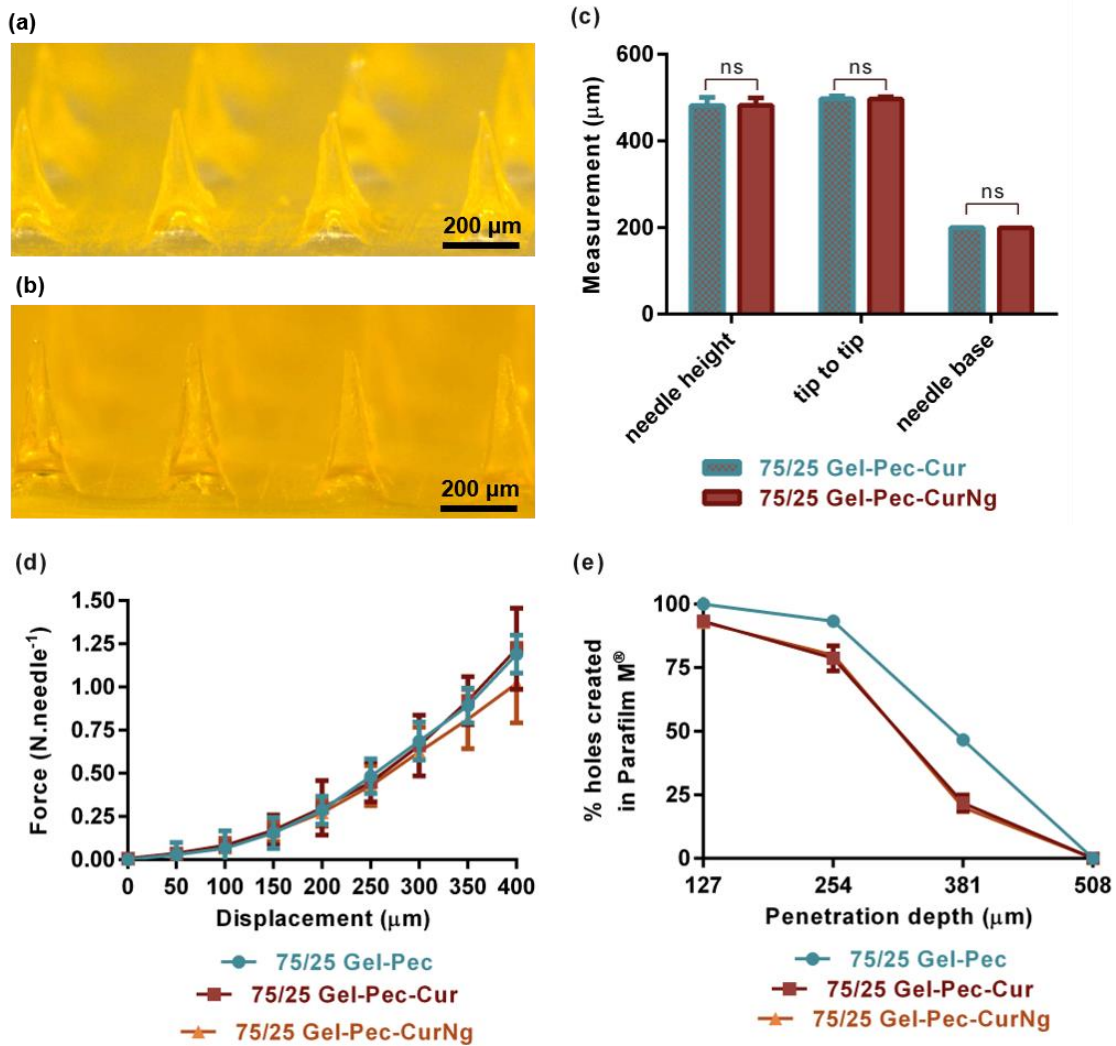 (a)
200 µm
(b)
200 µm
(c)
Measurement (µm)
600
400
200
0
ns
ns
ns
needle height
tip to tip
needle base
75/25 Gel-Pec-Cur
75/25 Gel-Pec-CurNg
(d)
Force (N.needle⁻¹)
1.50
1.25
1.00
0.75
0.50
0.25
0.00
0 50 100 150 200 250 300 350 400
Displacement (µm)
75/25 Gel-Pec
75/25 Gel-Pec-Cur
75/25 Gel-Pec-CurNg
(e)
% holes created
in Parafilm M®
100
75
50
25
0
127 254 381 508
Penetration depth (µm)
75/25 Gel-Pec
75/25 Gel-Pec-Cur
75/25 Gel-Pec-CurNg